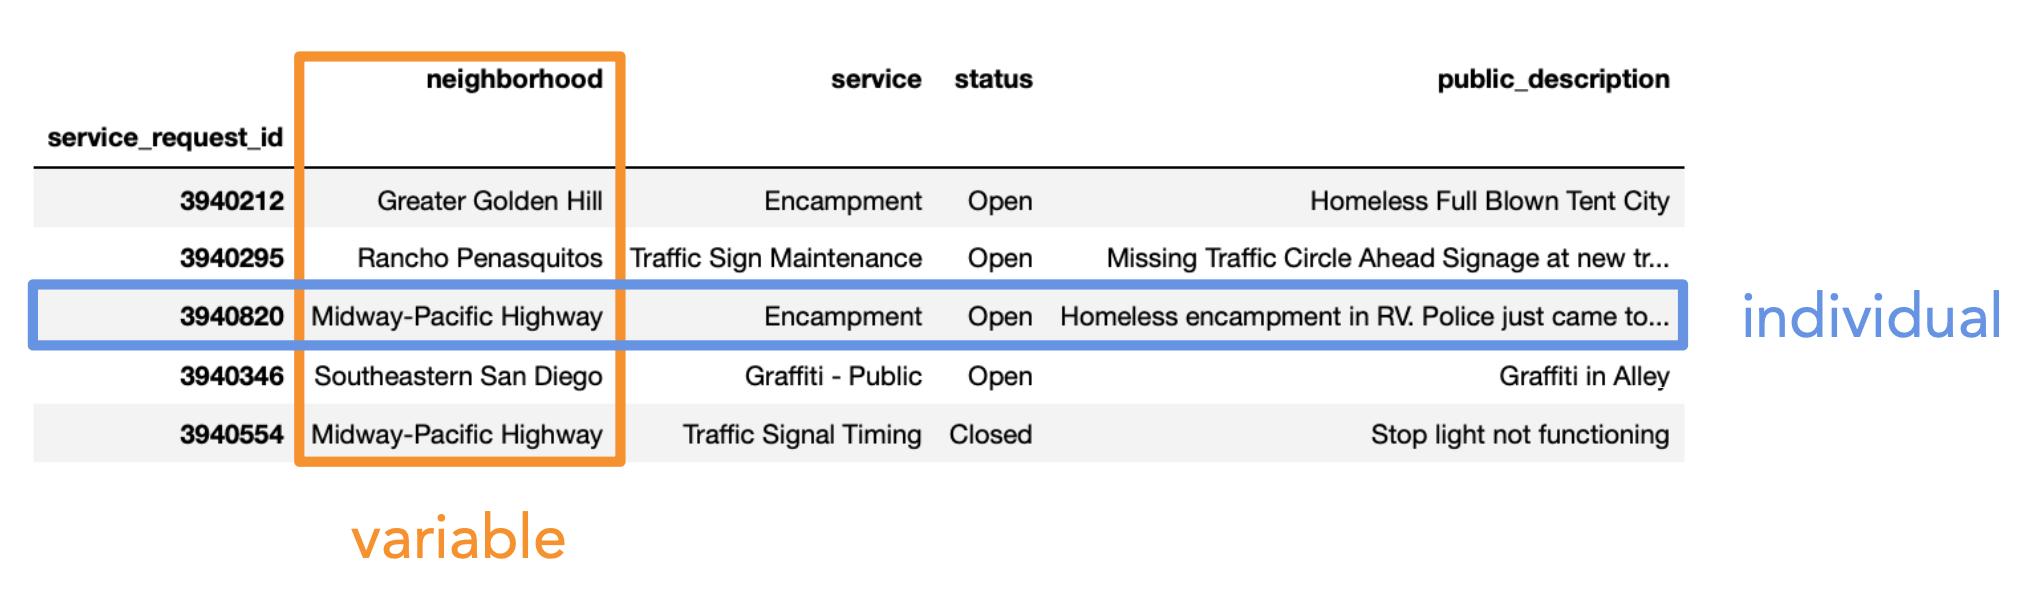 neighborhood service status public_description
service_request_id
3940212 Greater Golden Hill Encampment Open Homeless Full Blown Tent City
3940295 Rancho Penasquitos Traffic Sign Maintenance Open Missing Traffic Circle Ahead Signage at new tr...
3940820 Midway-Pacific Highway Encampment Open Homeless encampment in RV. Police just came to...
individual
3940346 Southeastern San Diego Graffiti - Public Open Graffiti in Alley
3940554 Midway-Pacific Highway Traffic Signal Timing Closed Stop light not functioning
variable